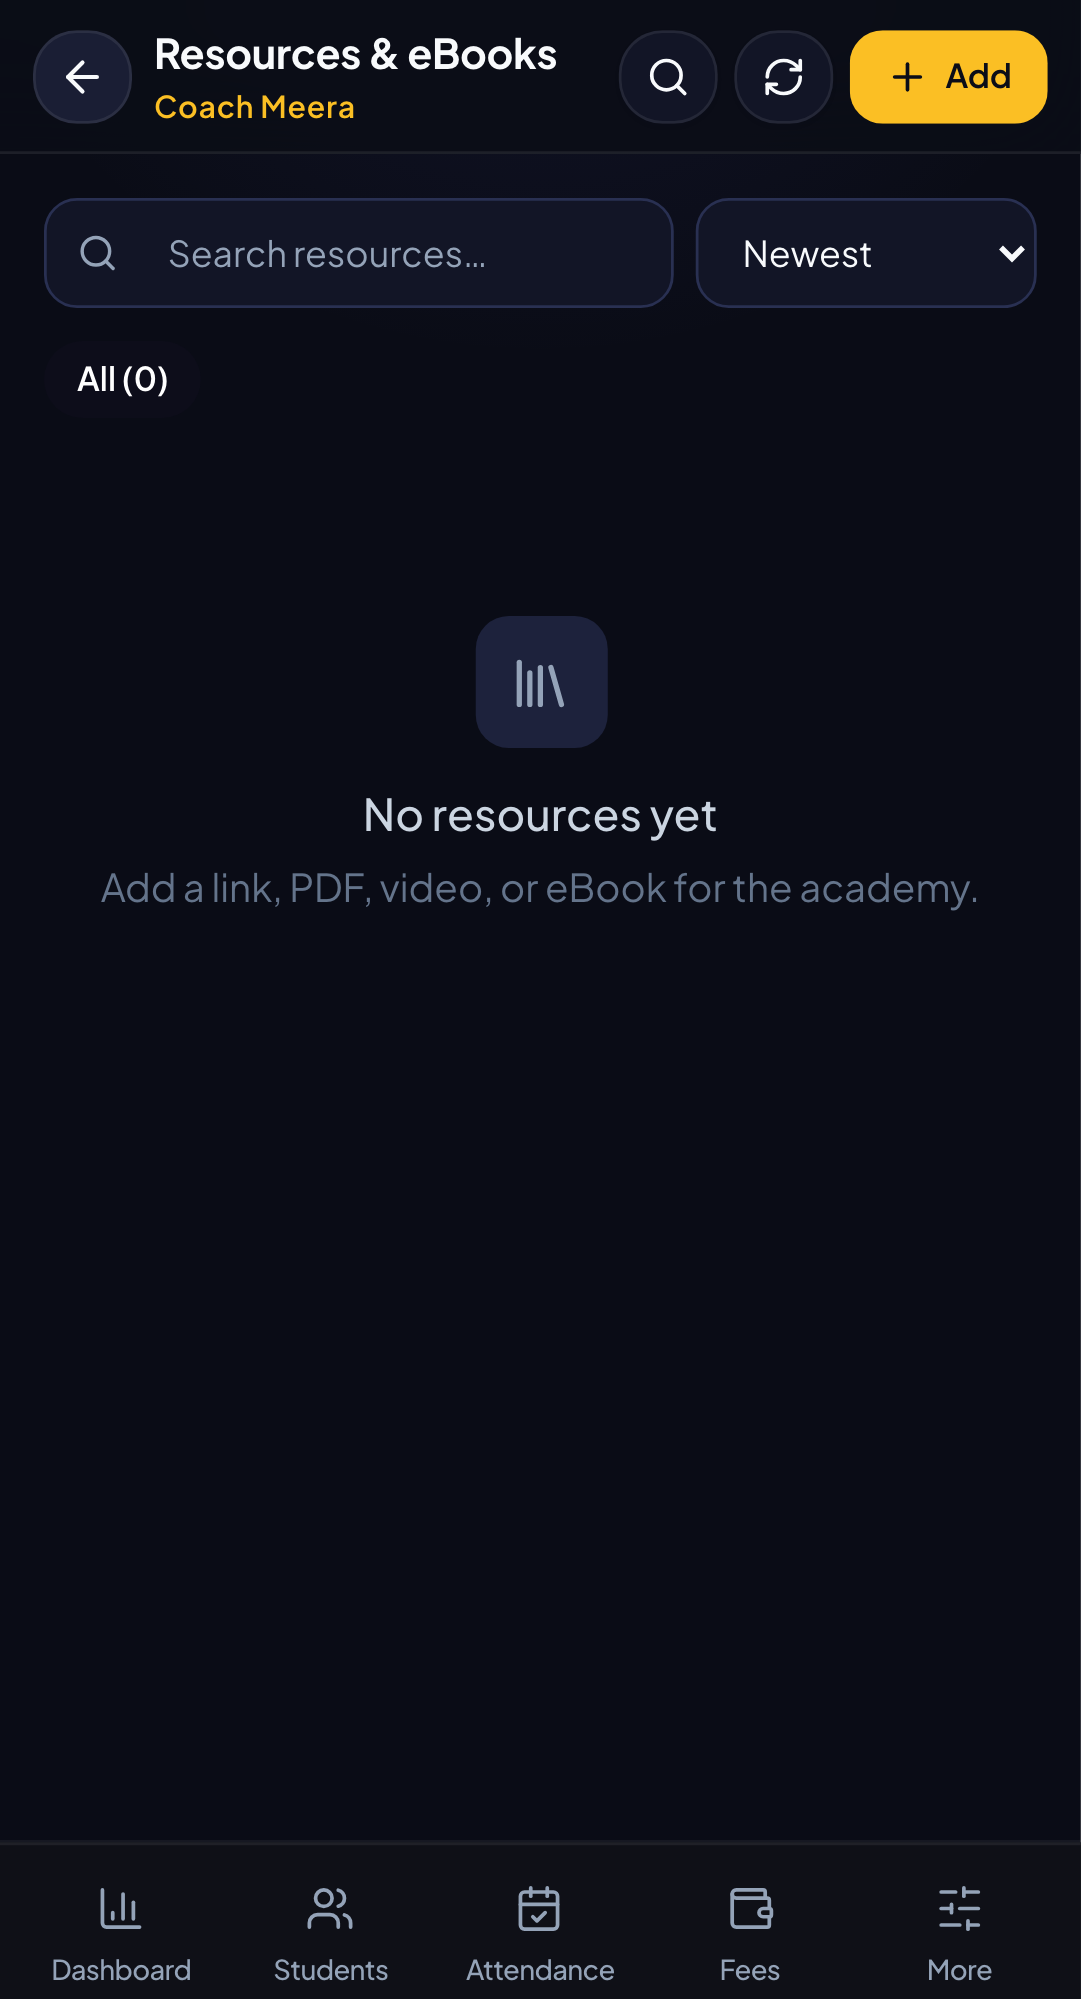 Resources & eBooks
Coach Meera
Add
Search resources...
Newest
All (0)
No resources yet
Add a link, PDF, video, or eBook for the academy.
Dashboard
Students
Attendance
Fees
More